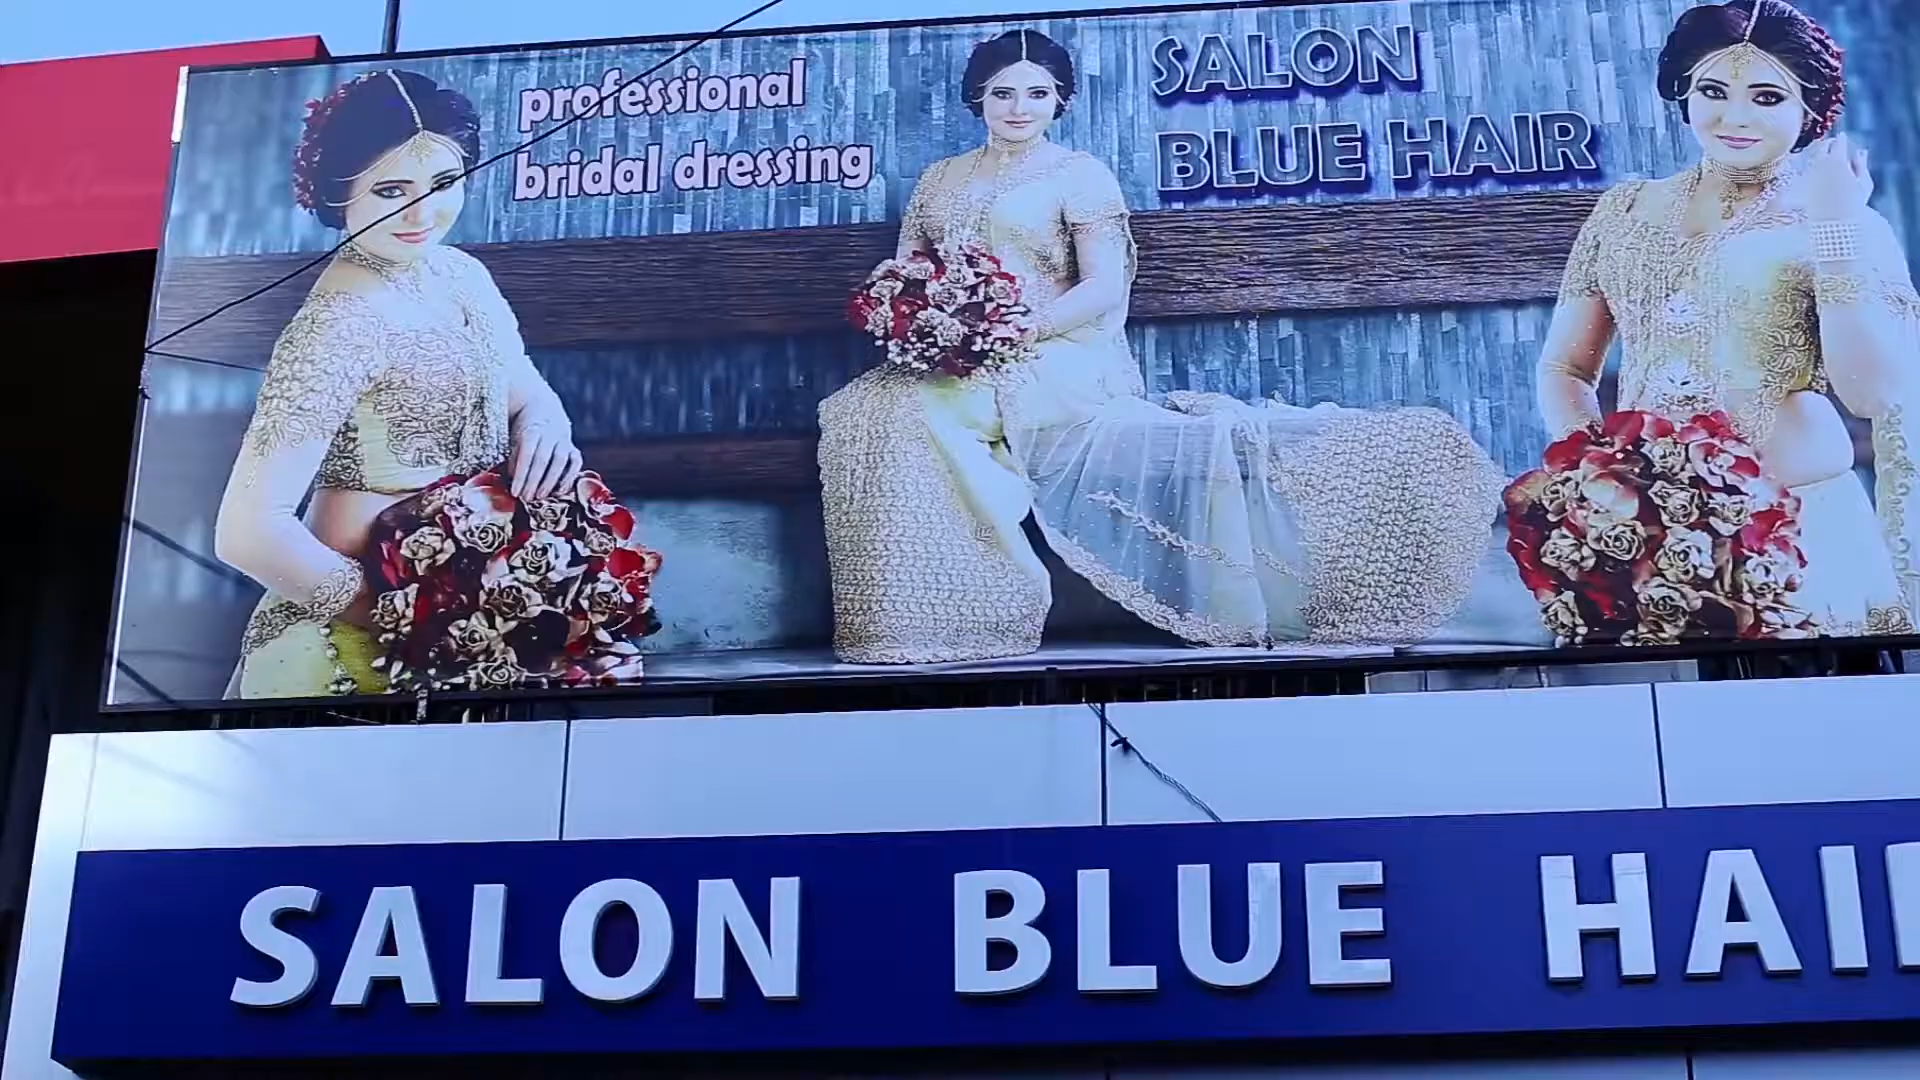 professional
bridal dressing
SALON
BLUE HAIR
SALON BLUE HAI